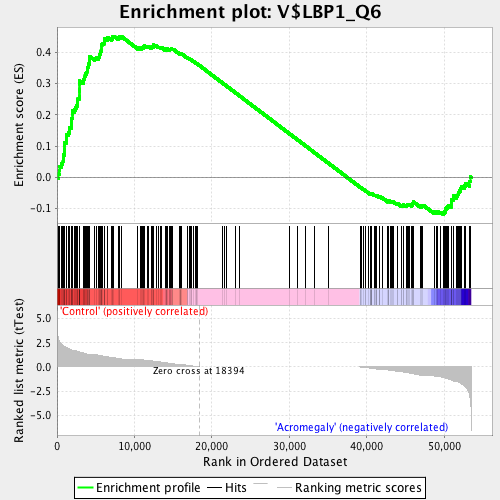 Enrichment plot: V$LBP1_Q6
Enrichment score (ES)
0.4
0.3
0.2
0.1
0.0
-0.1
'Control' (positively correlated)
5.0
2.5
0.0
-2.5
-5.0
Zero cross at 18394
'Acromegaly' (negatively correlated)
Ranked list metric (tTest)
0
10,000
20,000
30,000
40,000
50,000
Rank in Ordered Dataset
Enrichment profile
Hits
Ranking metric scores